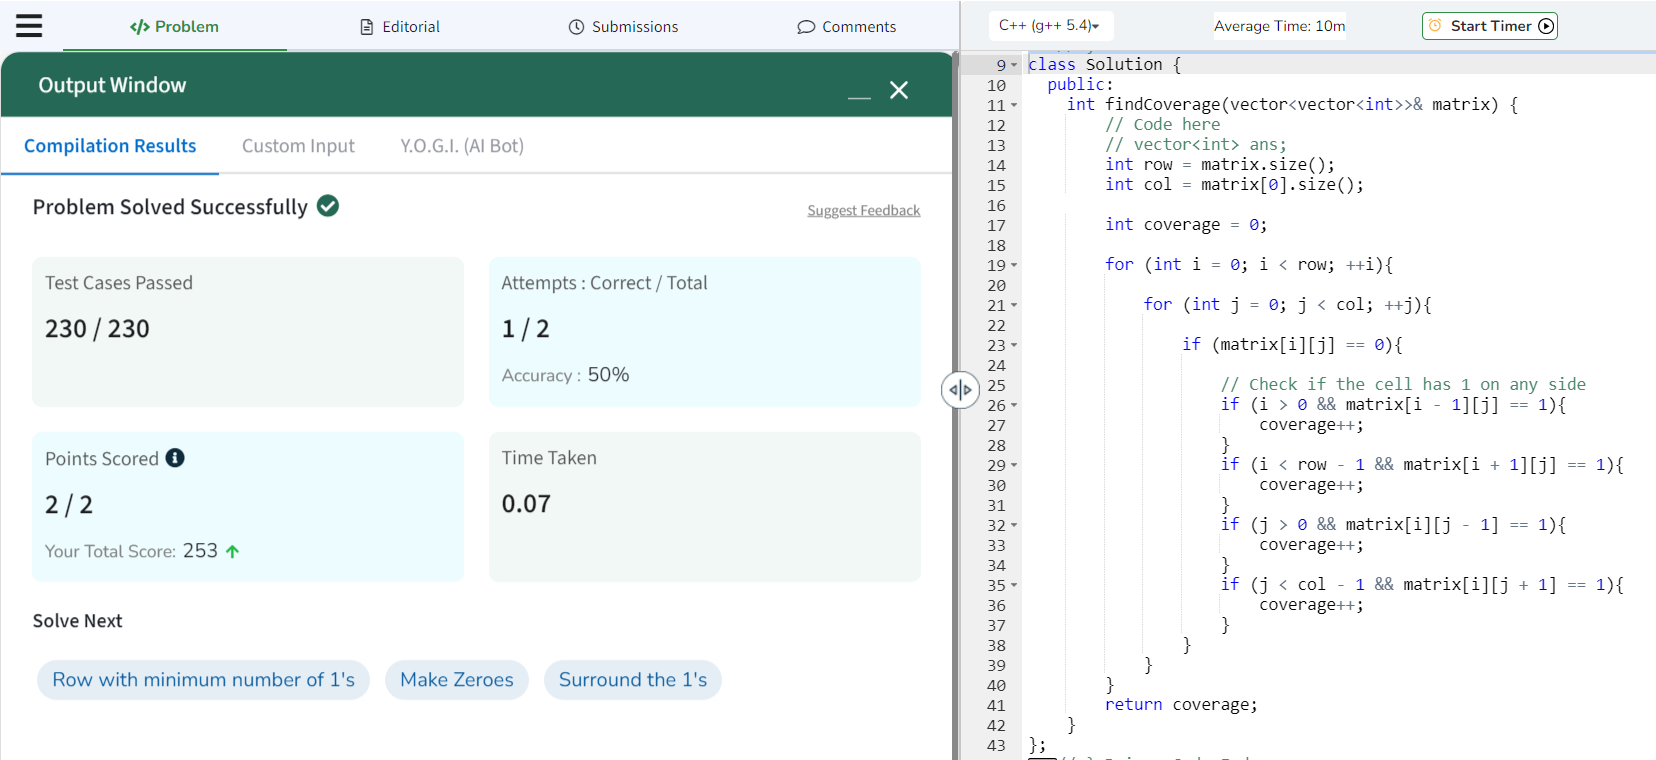 </> Problem
Editorial
Submissions
Comments
Output Window
Compilation Results
Custom Input
Y.O.G.I. (AI Bot)
Problem Solved Successfully
Suggest Feedback
Test Cases Passed
230 / 230
Attempts : Correct / Total
1 / 2
Accuracy : 50%
Points Scored
2 / 2
Your Total Score: 253
Time Taken
0.07
Solve Next
Row with minimum number of 1's
Make Zeroes
Surround the 1's
C++ (g++ 5.4)
Average Time: 10m
Start Timer
9 class Solution {
10 public:
11 int findCoverage(vector<vector<int>>& matrix) {
12 // Code here
13 // vector<int> ans;
14 int row = matrix.size();
15 int col = matrix[0].size();
16
17 int coverage = 0;
18
19 for (int i = 0; i < row; ++i){
20
21 for (int j = 0; j < col; ++j){
22
23 if (matrix[i][j] == 0){
24
25 // Check if the cell has 1 on any side
26 if (i > 0 && matrix[i - 1][j] == 1){
27 coverage++;
28 }
29 if (i < row - 1 && matrix[i + 1][j] == 1){
30 coverage++;
31 }
32 if (j > 0 && matrix[i][j - 1] == 1){
33 coverage++;
34 }
35 if (j < col - 1 && matrix[i][j + 1] == 1){
36 coverage++;
37 }
38 }
39 }
40 }
41 return coverage;
42 }
43 };